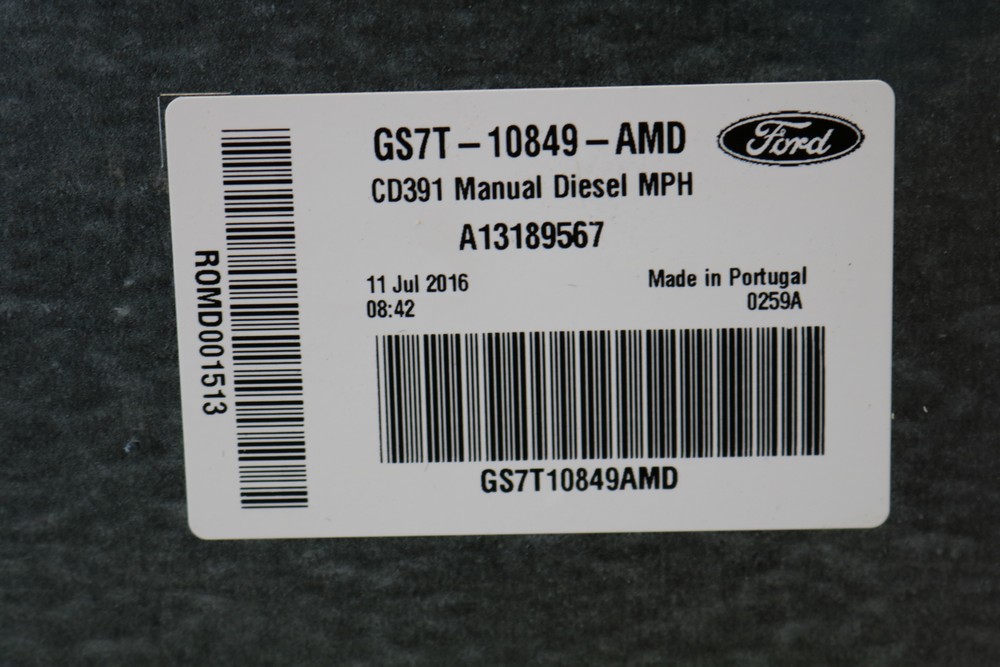 GS7T-10849-AMD
Ford
CD391 Manual Diesel MPH
A13189567
11 Jul 2016
08:42
Made in Portugal
0259A
GS7T10849AMD
ROMD001513